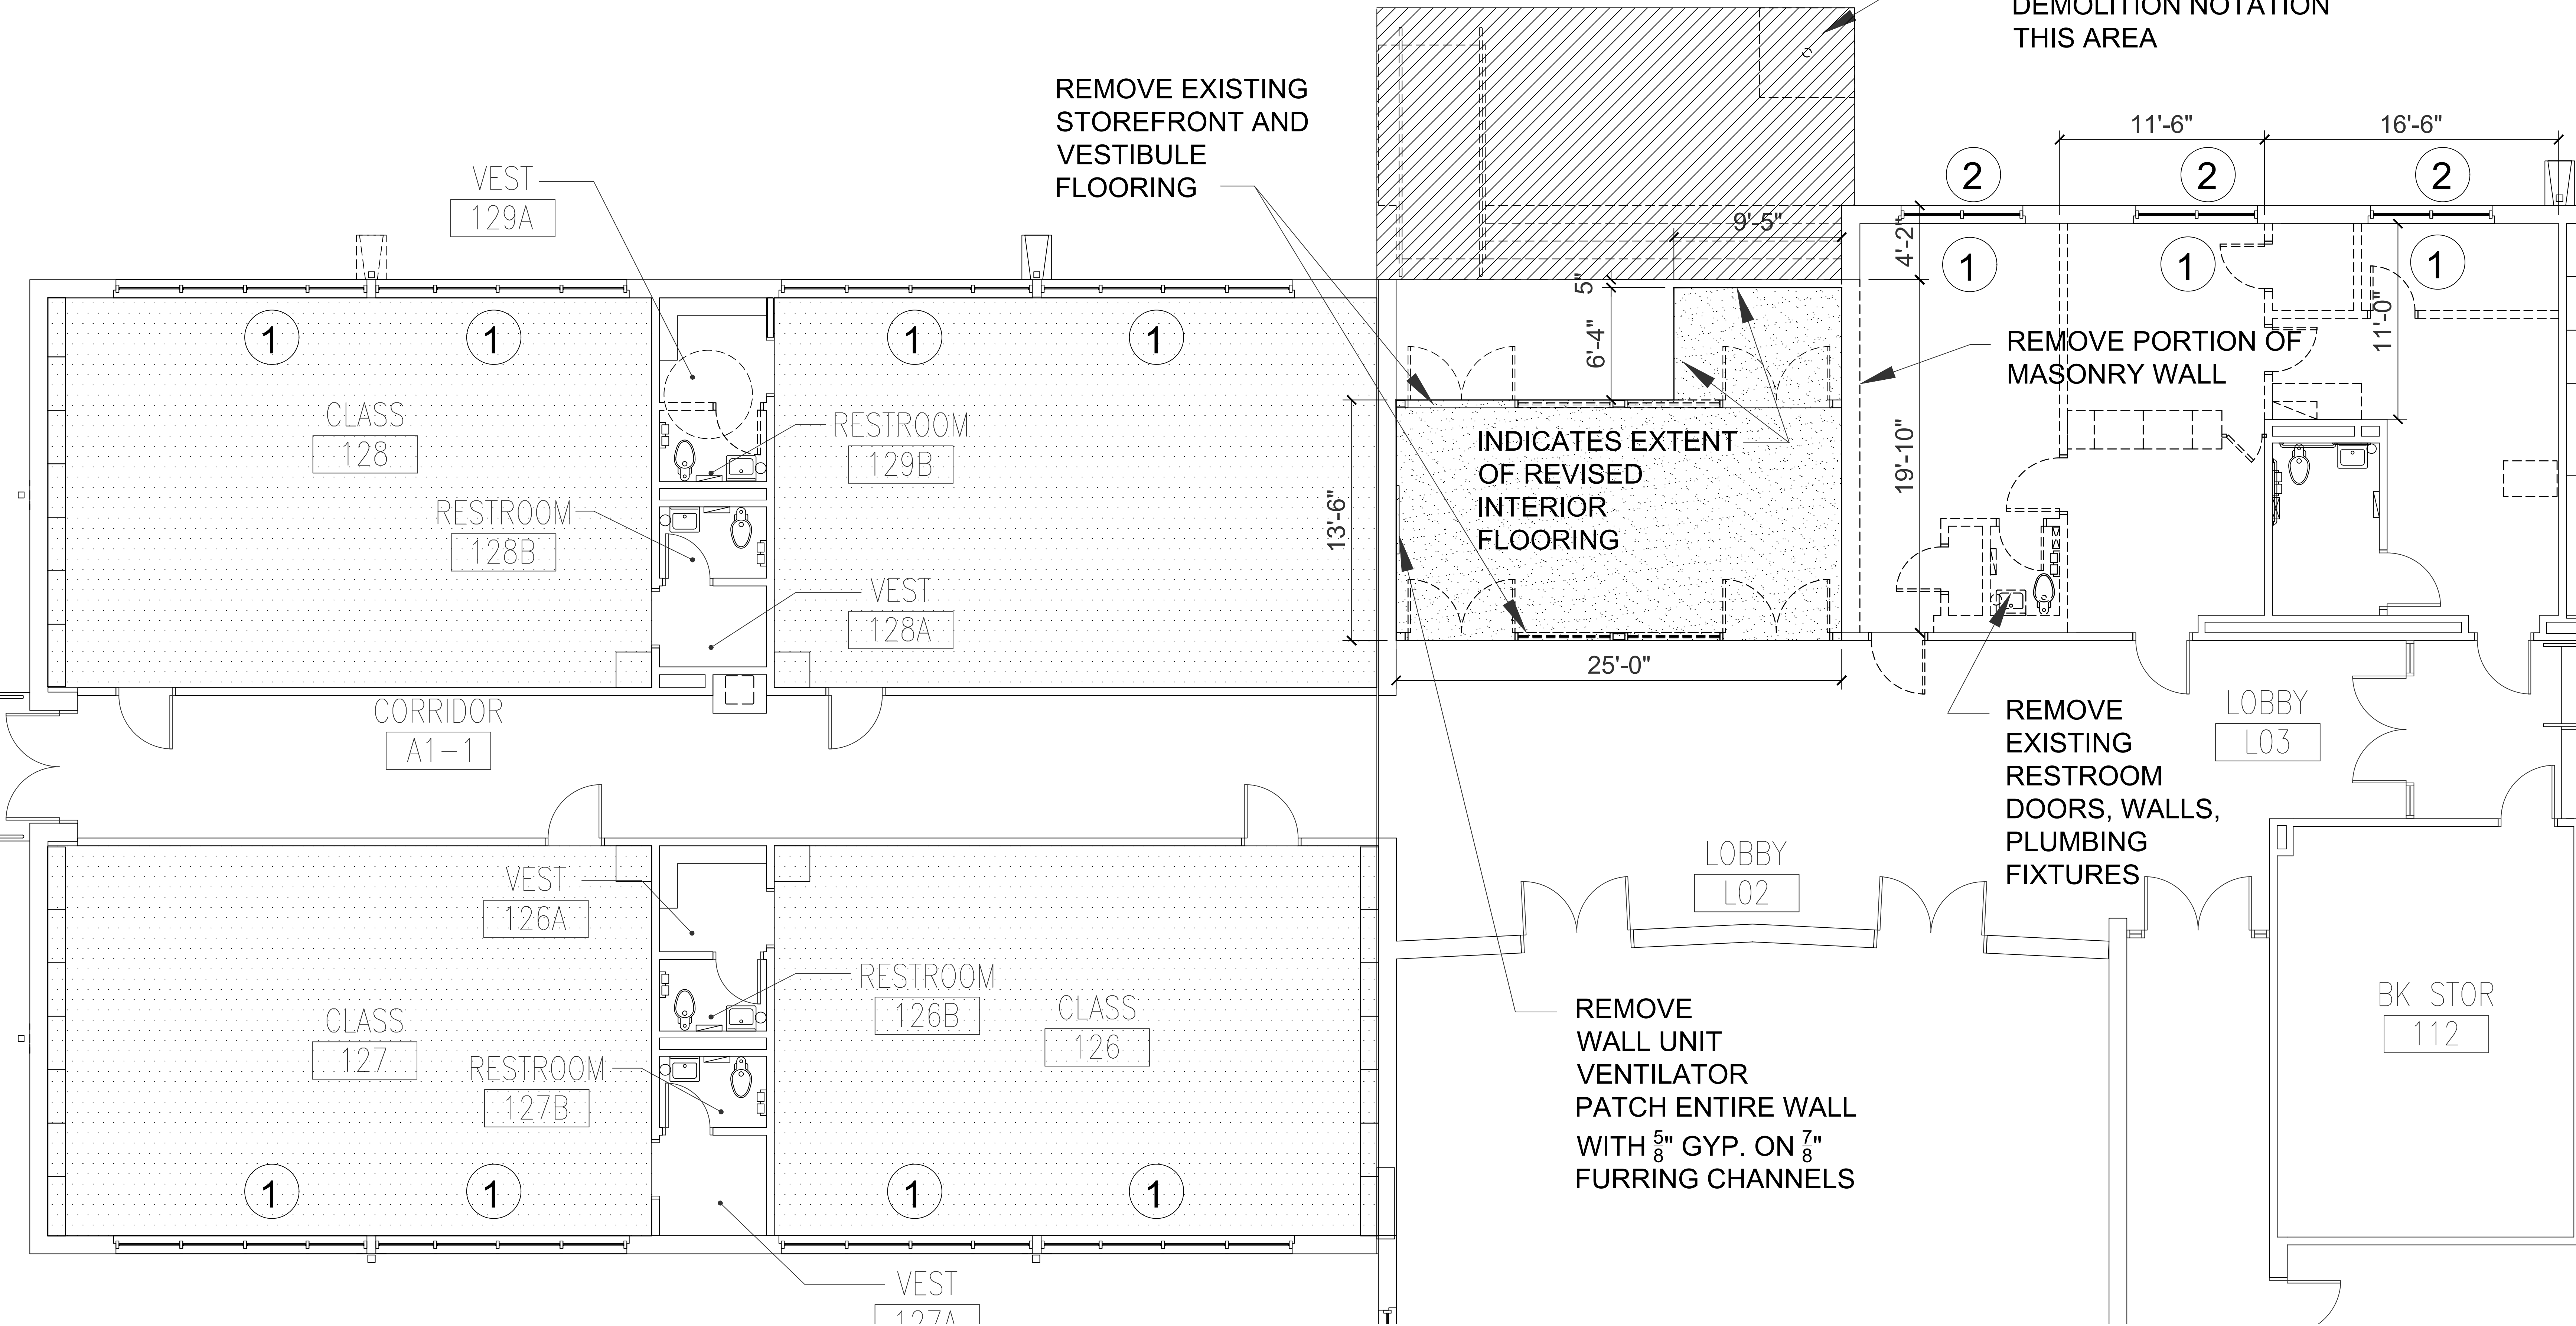 DEMOLITION NOTATION
THIS AREA
REMOVE EXISTING
STOREFRONT AND
VESTIBULE
FLOORING
11'-6"
16'-6"
2
2
2
VEST
129A
9'-5"
4'-2"
5"
6'-4"
11'-0"
1
1
1
1
1
1
1
REMOVE PORTION OF
MASONRY WALL
CLASS
128
RESTROOM
129B
INDICATES EXTENT
OF REVISED
INTERIOR
FLOORING
19'-10"
13'-6"
RESTROOM
128B
VEST
128A
25'-0"
CORRIDOR
A1-1
REMOVE
EXISTING
RESTROOM
DOORS, WALLS,
PLUMBING
FIXTURES
LOBBY
L03
LOBBY
L02
VEST
126A
RESTROOM
126B
CLASS
127
CLASS
126
RESTROOM
127B
BK STOR
112
REMOVE
WALL UNIT
VENTILATOR
PATCH ENTIRE WALL
WITH 5/8" GYP. ON 7/8"
FURRING CHANNELS
1
1
1
1
VEST
127A